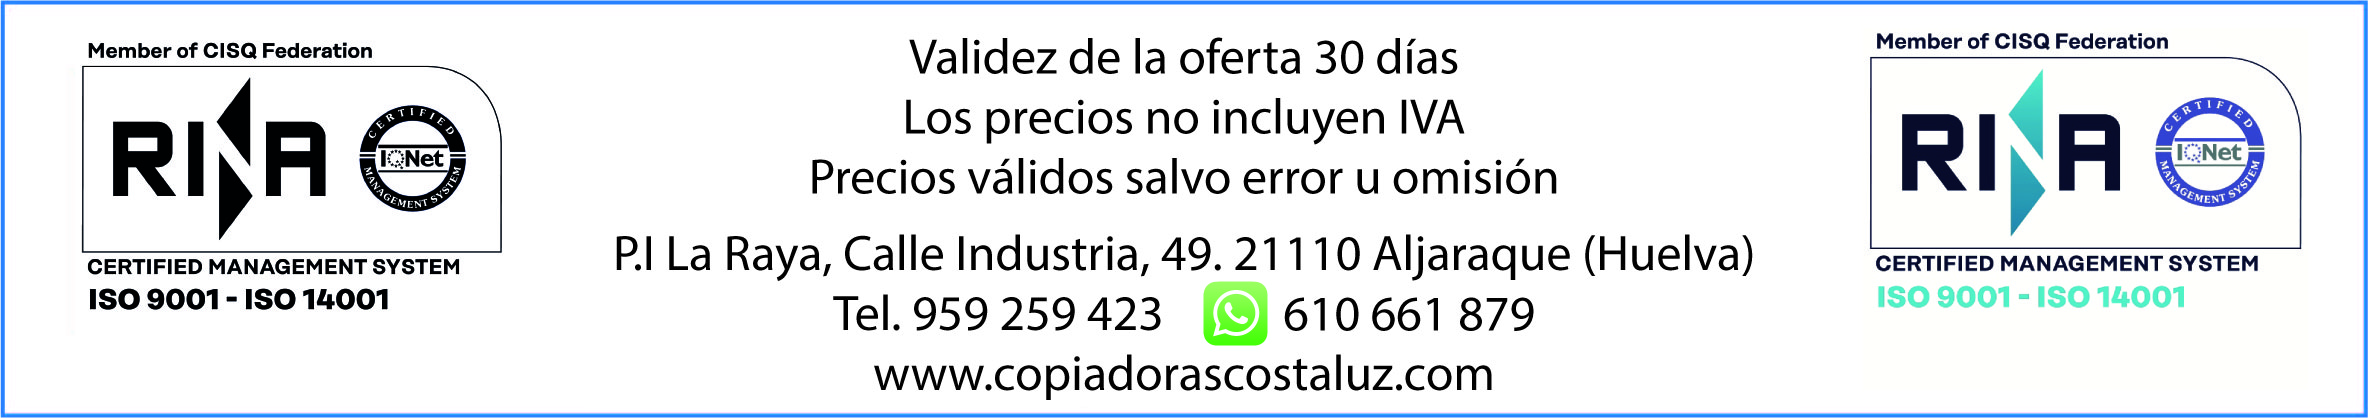 Member of CISQ Federation
RINA
CERTIFIED
IQNet
MANAGEMENT SYSTEM
CERTIFIED MANAGEMENT SYSTEM
ISO 9001 - ISO 14001
Validez de la oferta 30 días
Los precios no incluyen IVA
Precios válidos salvo error u omisión
P.I La Raya, Calle Industria, 49. 21110 Aljaraque (Huelva)
Tel. 959 259 423 610 661 879
www.copiadorascostaluz.com
Member of CISQ Federation
RINA
CERTIFIED
IQNet
MANAGEMENT SYSTEM
CERTIFIED MANAGEMENT SYSTEM
ISO 9001 - ISO 14001